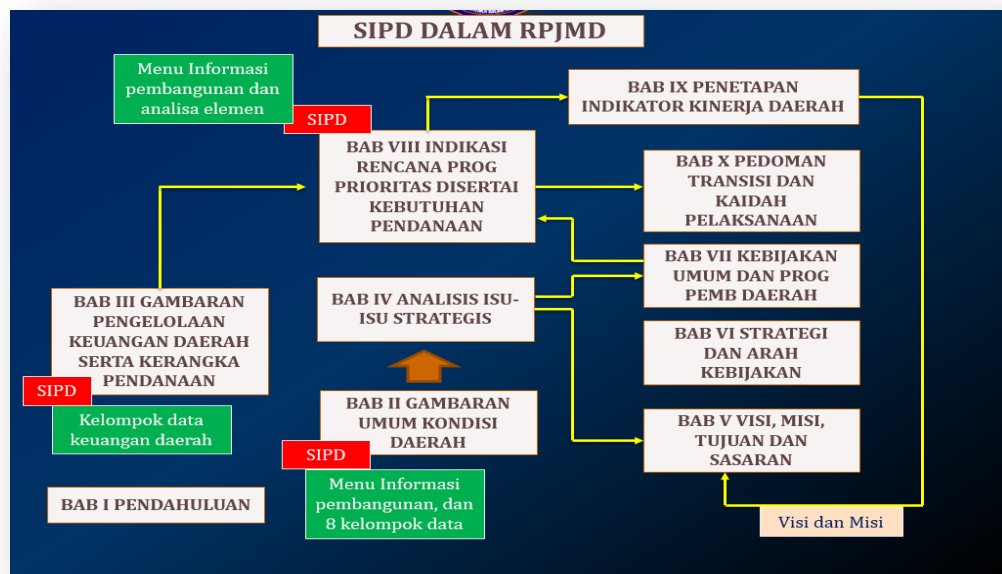 SIPD DALAM RPJMD
Menu Informasi
pembangunan dan
analisa elemen
SIPD
BAB VIII INDIKASI
RENCANA PROG
PRIORITAS DISERTAI
KEBUTUHAN
PENDANAAN
BAB IX PENETAPAN
INDIKATOR KINERJA DAERAH
BAB X PEDOMAN
TRANSISI DAN
KAIDAH
PELAKSANAAN
BAB VII KEBIJAKAN
UMUM DAN PROG
PEMB DAERAH
BAB III GAMBARAN
PENGELOLAAN
KEUANGAN DAERAH
SERTA KERANGKA
PENDANAAN
SIPD
Kelompok data
keuangan daerah
BAB IV ANALISIS ISU-
ISU STRATEGIS
BAB VI STRATEGI
DAN ARAH
KEBIJAKAN
BAB II GAMBARAN
UMUM KONDISI
DAERAH
SIPD
Menu Informasi
pembangunan, dan
8 kelompok data
BAB V VISI, MISI,
TUJUAN DAN
SASARAN
BAB I PENDAHULUAN
Visi dan Misi